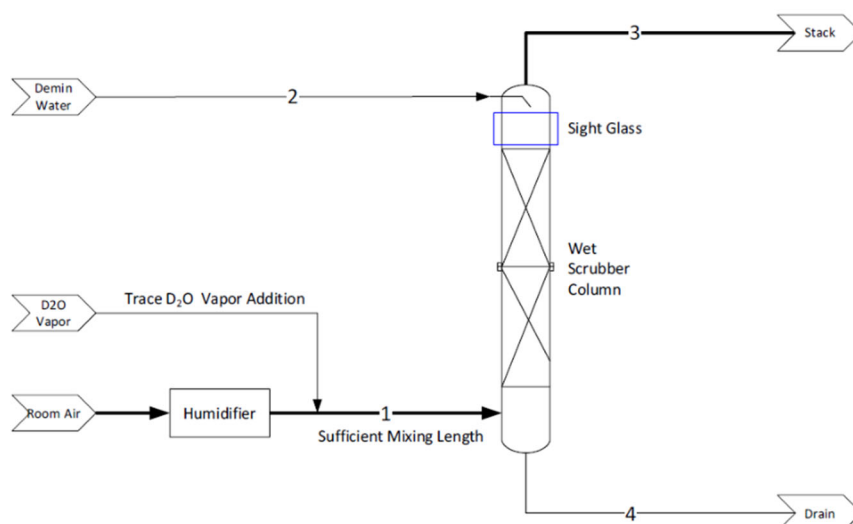 3
Stack
Demin
Water
2
Sight Glass
Wet
Scrubber
Column
D2O
Vapor
Trace D₂O Vapor Addition
Room Air
Humidifier
1
Sufficient Mixing Length
4
Drain